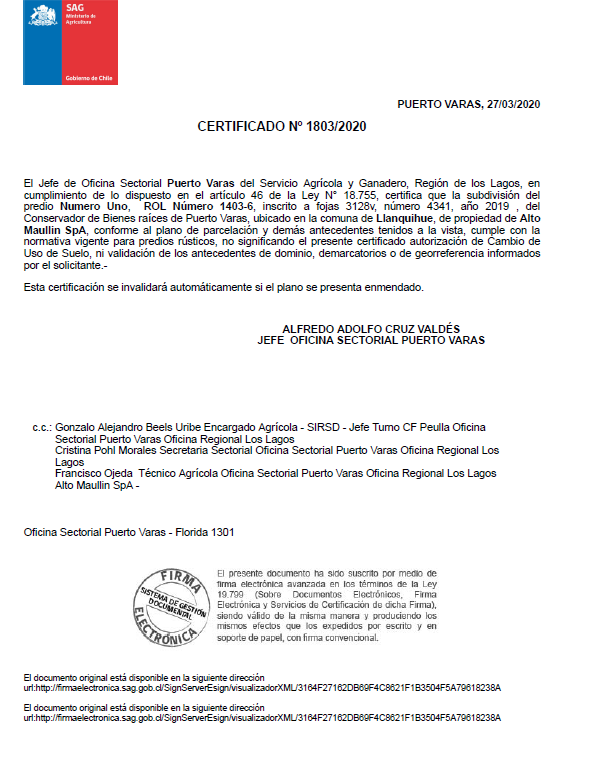 SAG
Ministerio de
Agricultura
Gobierno de Chile
PUERTO VARAS, 27/03/2020
CERTIFICADO Nº 1803/2020
El Jefe de Oficina Sectorial Puerto Varas del Servicio Agrícola y Ganadero, Región de los Lagos, en
cumplimiento de lo dispuesto en el artículo 46 de la Ley N° 18.755, certifica que la subdivisión del
predio Numero Uno, ROL Número 1403-6, inscrito a fojas 3128v, número 4341, año 2019 , del
Conservador de Bienes raíces de Puerto Varas, ubicado en la comuna de Llanquihue, de propiedad de Alto
Maullin SpA, conforme al plano de parcelación y demás antecedentes tenidos a la vista, cumple con la
normativa vigente para predios rústicos, no significando el presente certificado autorización de Cambio de
Uso de Suelo, ni validación de los antecedentes de dominio, demarcatorios o de georreferencia informados
por el solicitante.-
Esta certificación se invalidará automáticamente si el plano se presenta enmendado.
ALFREDO ADOLFO CRUZ VALDÉS
JEFE OFICINA SECTORIAL PUERTO VARAS
c.c.: Gonzalo Alejandro Beels Uribe Encargado Agrícola - SIRSD - Jefe Turno CF Peulla Oficina
Sectorial Puerto Varas Oficina Regional Los Lagos
Cristina Pohl Morales Secretaria Sectorial Oficina Sectorial Puerto Varas Oficina Regional Los
Lagos
Francisco Ojeda Técnico Agrícola Oficina Sectorial Puerto Varas Oficina Regional Los Lagos
Alto Maullin SpA -
Oficina Sectorial Puerto Varas - Florida 1301
FIRMA
SISTEMA DE GESTIÓN
DOCUMENTAL
ELECTRÓNICA
El presente documento ha sido suscrito por medio de
firma electrónica avanzada en los términos de la Ley
19.799 (Sobre Documentos Electrónicos, Firma
Electrónica y Servicios de Certificación de dicha Firma),
siendo válido de la misma manera y produciendo los
mismos efectos que los expedidos por escrito y en
soporte de papel, con firma convencional.
El documento original está disponible en la siguiente dirección
url:http://firmaelectronica.sag.gob.cl/SignServerEsign/visualizadorXML/3164F27162DB69F4C8621F1B3504F5A79618238A
El documento original está disponible en la siguiente dirección
url:http://firmaelectronica.sag.gob.cl/SignServerEsign/visualizadorXML/3164F27162DB69F4C8621F1B3504F5A79618238A